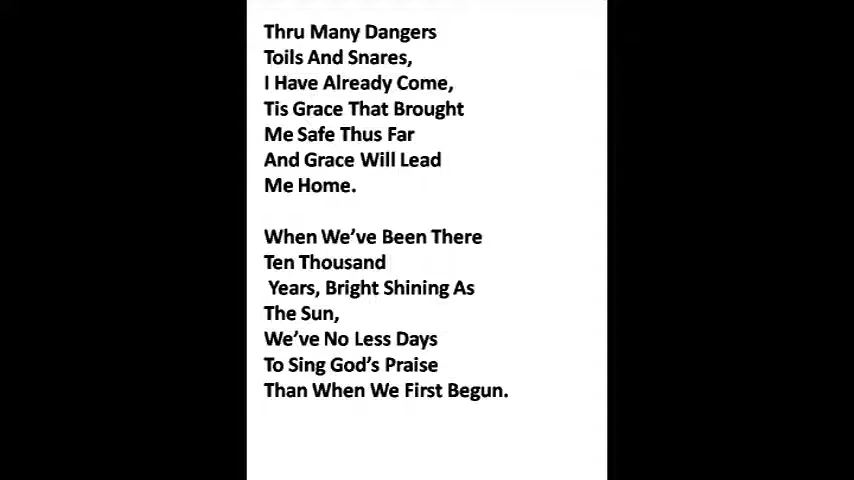 Thru Many Dangers
Toils And Snares,
I Have Already Come,
Tis Grace That Brought
Me Safe Thus Far
And Grace Will Lead
Me Home.
When We’ve Been There
Ten Thousand
Years, Bright Shining As
The Sun,
We’ve No Less Days
To Sing God’s Praise
Than When We First Begun.